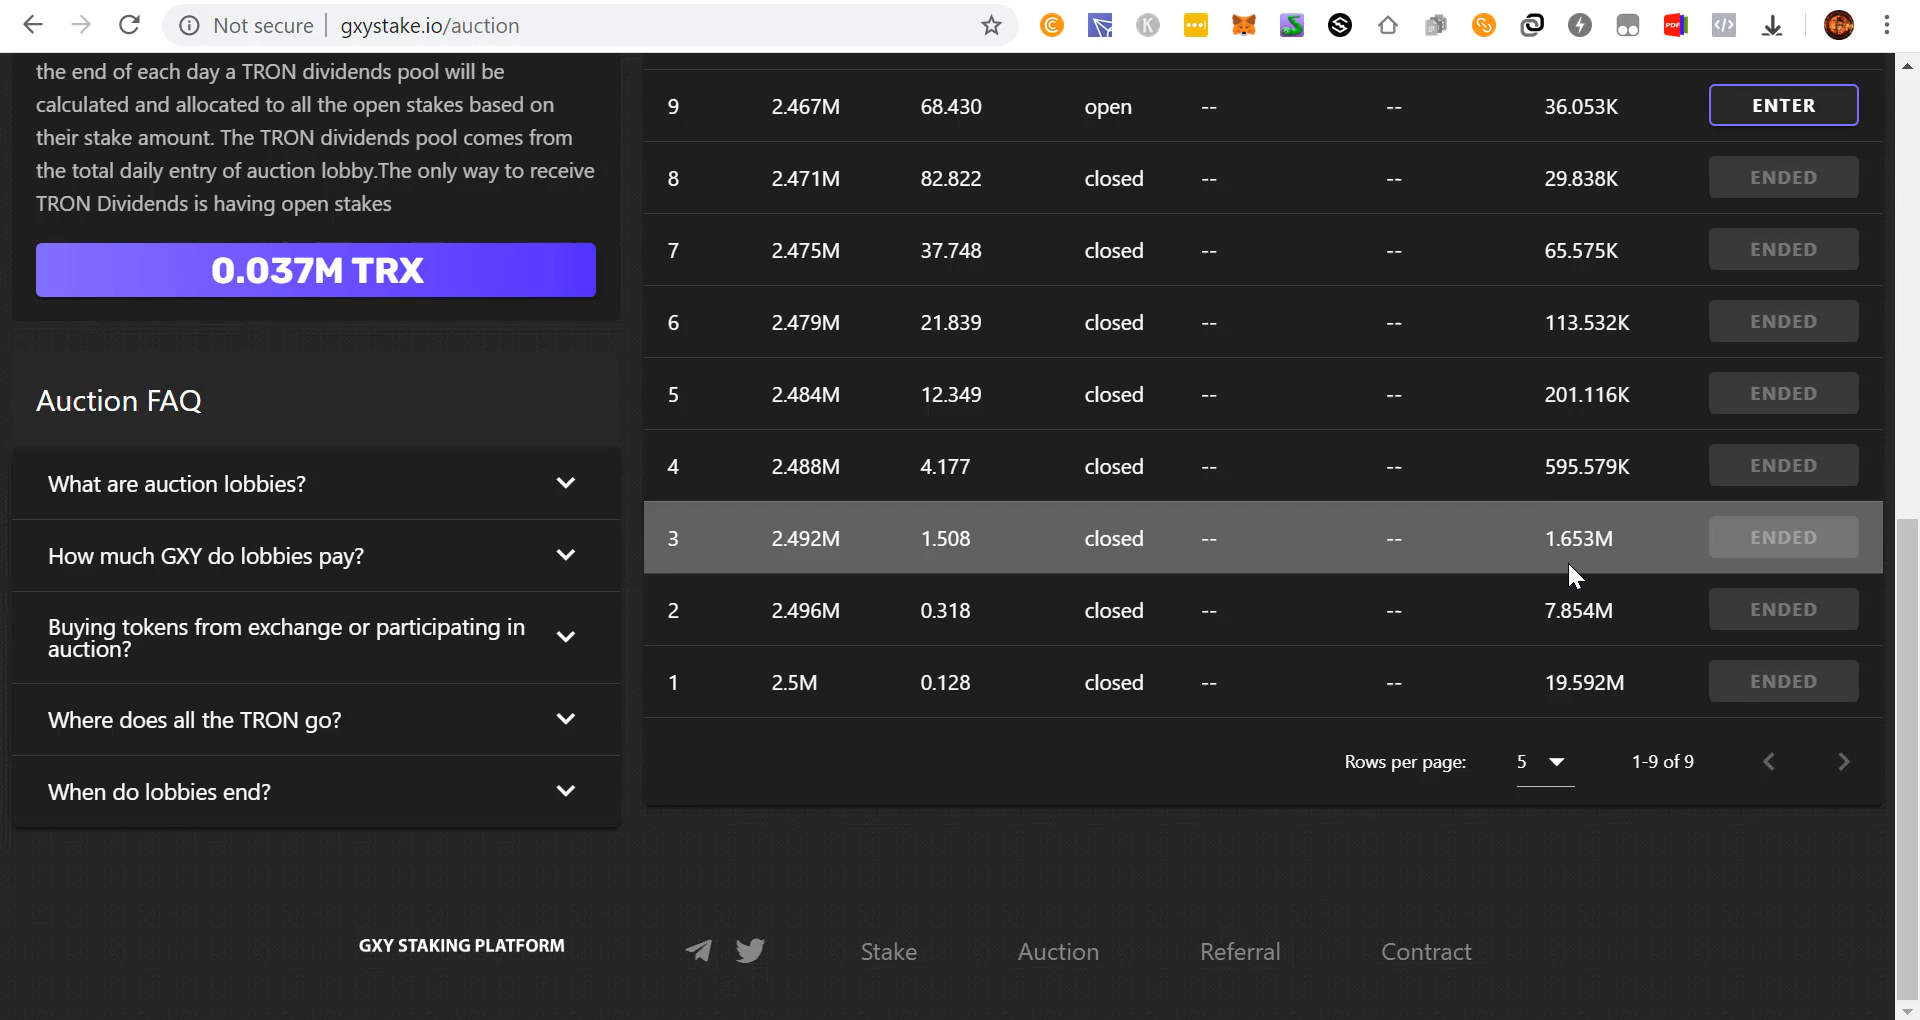 Not secure
gxystake.io/auction
the end of each day a TRON dividends pool will be
calculated and allocated to all the open stakes based on
their stake amount. The TRON dividends pool comes from
the total daily entry of auction lobby.The only way to receive
TRON Dividends is having open stakes
0.037M TRX
Auction FAQ
What are auction lobbies?
How much GXY do lobbies pay?
Buying tokens from exchange or participating in
auction?
Where does all the TRON go?
When do lobbies end?
9 2.467M 68.430 open -- -- 36.053K ENTER
8 2.471M 82.822 closed -- -- 29.838K ENDED
7 2.475M 37.748 closed -- -- 65.575K ENDED
6 2.479M 21.839 closed -- -- 113.532K ENDED
5 2.484M 12.349 closed -- -- 201.116K ENDED
4 2.488M 4.177 closed -- -- 595.579K ENDED
3 2.492M 1.508 closed -- -- 1.653M ENDED
2 2.496M 0.318 closed -- -- 7.854M ENDED
1 2.5M 0.128 closed -- -- 19.592M ENDED
Rows per page: 5 1-9 of 9
GXY STAKING PLATFORM
Stake Auction Referral Contract